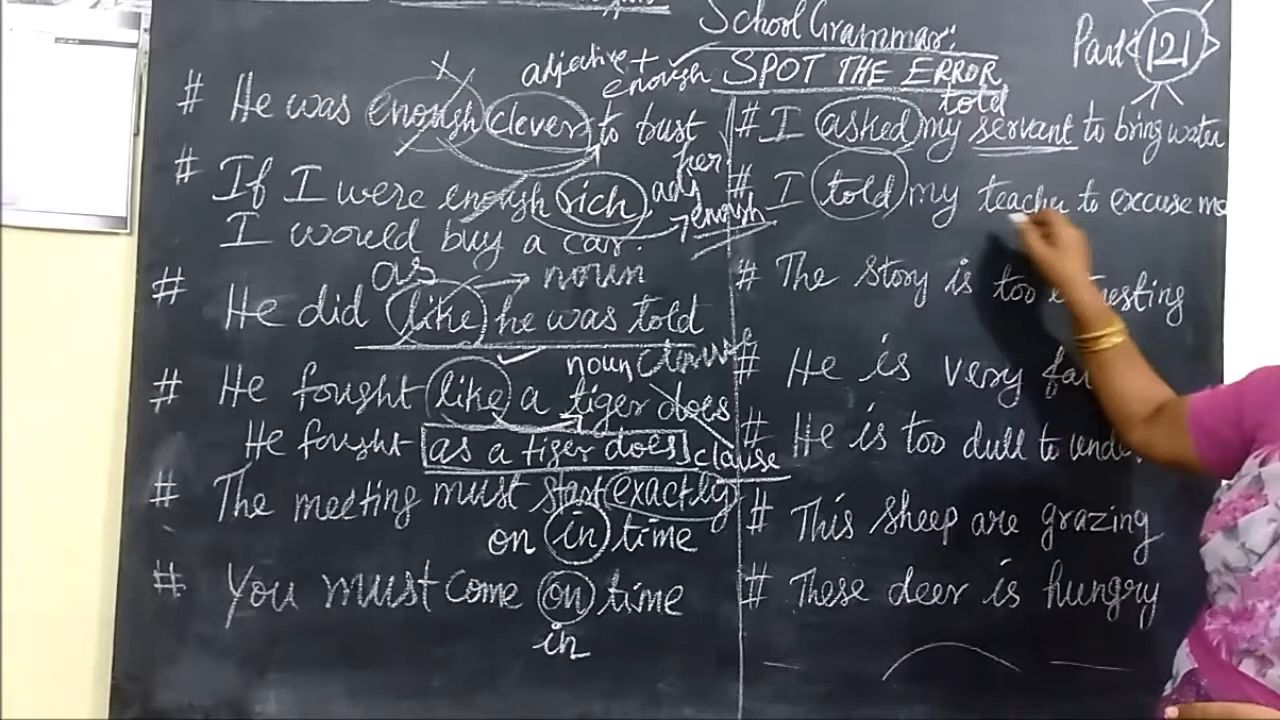 School Grammar:
Part 121
SPOT THE ERROR
adjective +
enough
# He was enough clever to trust
her
# If I were enough rich, adj
enough
I would buy a car.
as
noun
# He did like he was told
noun clause
# He fought like a tiger does
He fought as a tiger does clause
# The meeting must start exactly
on in time
# You must come on time
in
told
# I asked my servant to bring water
# I told my teacher to excuse me
# The story is too
# He is very
# He is too dull to
# This sheep are grazing
# These deer is hungry